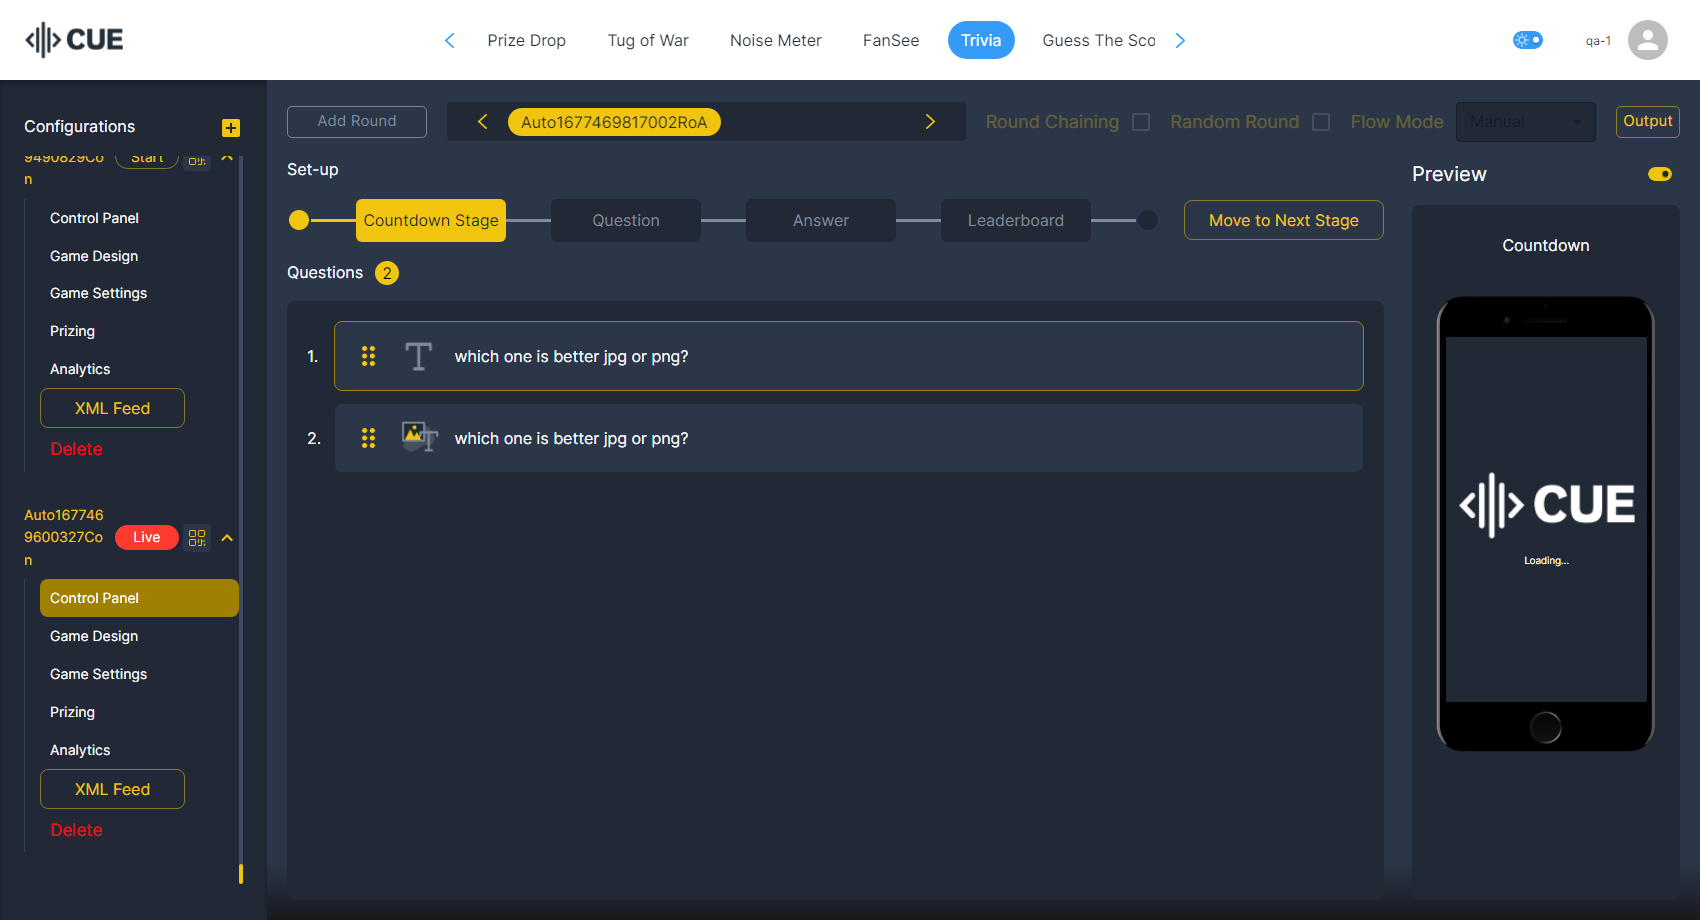 CUE
Prize Drop
Tug of War
Noise Meter
FanSee
Trivia
Guess The Sco
qa-1
Configurations
9490829Co
n
Start
Control Panel
Game Design
Game Settings
Prizing
Analytics
XML Feed
Delete
Auto167746
9600327Co
n
Live
Control Panel
Game Design
Game Settings
Prizing
Analytics
XML Feed
Delete
Add Round
Auto1677469817002RoA
Round Chaining
Random Round
Flow Mode
Manual
Output
Set-up
Countdown Stage
Question
Answer
Leaderboard
Move to Next Stage
Questions 2
1. which one is better jpg or png?
2. which one is better jpg or png?
Preview
Countdown
CUE
Loading...